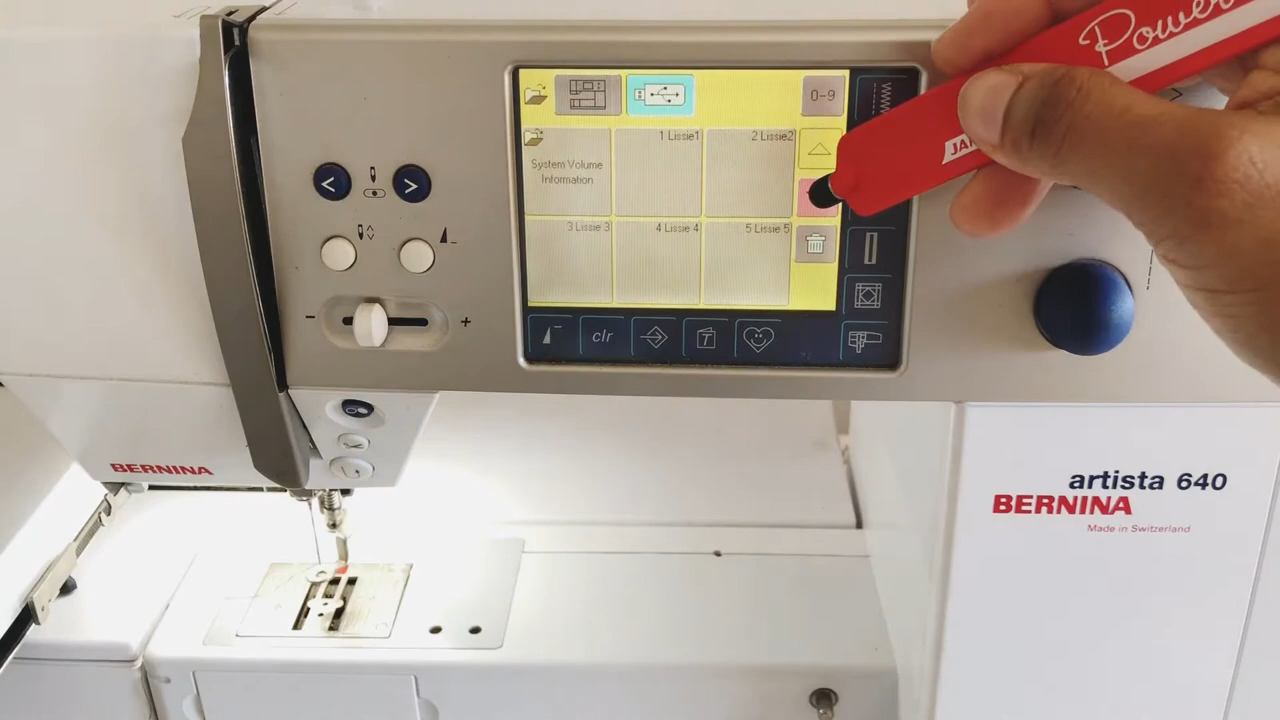 Power
JAN
0-9
1 Lissie1
2 Lissie2
System Volume
Information
3 Lissie 3
4 Lissie 4
5 Lissie 5
-
+
clr
T
BERNINA
artista 640
BERNINA
Made in Switzerland